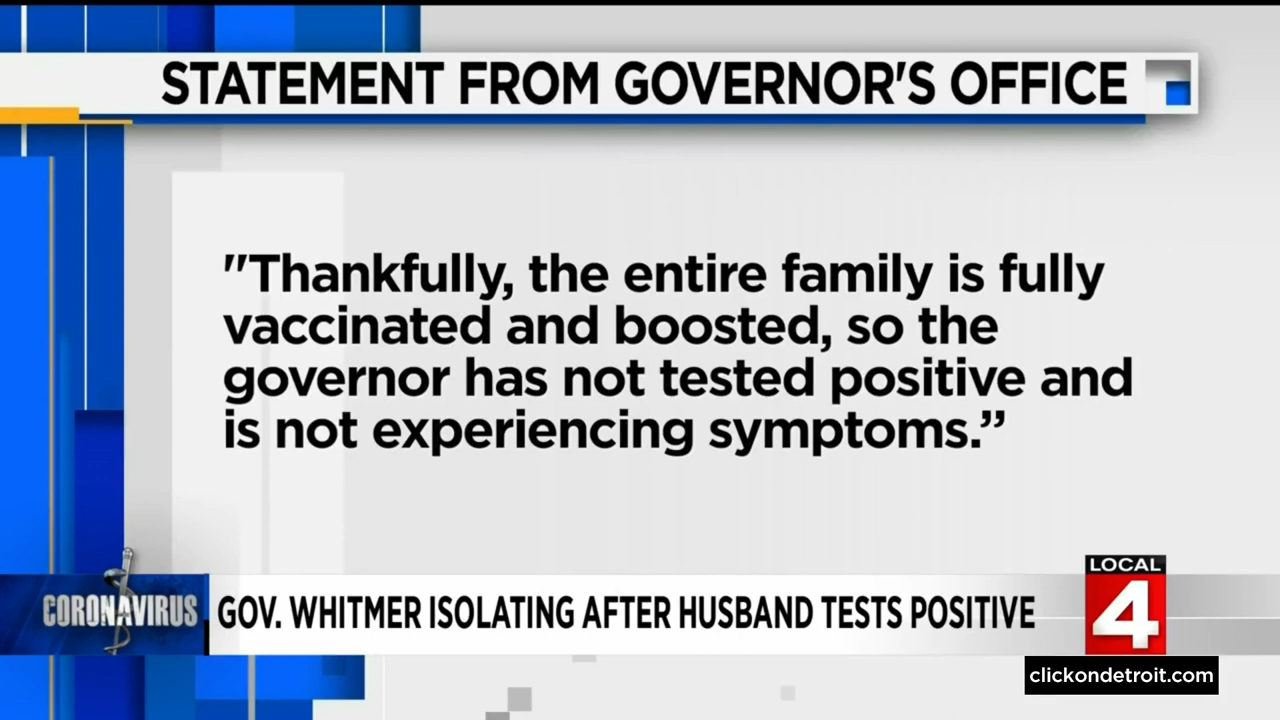 STATEMENT FROM GOVERNOR'S OFFICE
"Thankfully, the entire family is fully
vaccinated and boosted, so the
governor has not tested positive and
is not experiencing symptoms.”
CORONAVIRUS
GOV. WHITMER ISOLATING AFTER HUSBAND TESTS POSITIVE
LOCAL
4
clickondetroit.com